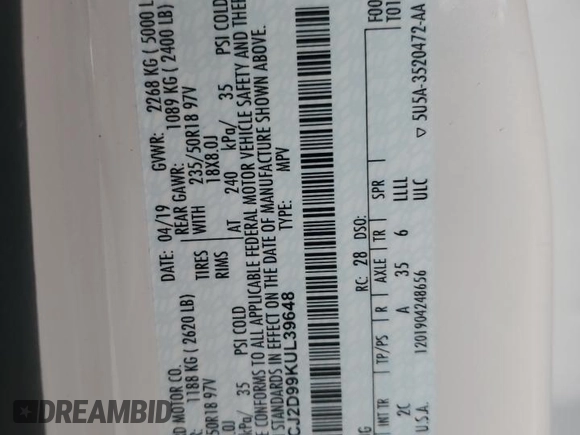 D MOTOR CO.
DATE: 04/19
GVWR: 2268 KG ( 5000 L
1188 KG ( 2620 LB)
REAR GAWR: 1089 KG ( 2400 LB)
50R18 97V
TIRES WITH 235/50R18 97V
.0J
RIMS 18X8.0J
/ 35 PSI COLD
AT 240 kPa/ 35 PSI COLD
E CONFORMS TO ALL APPLICABLE FEDERAL MOTOR VEHICLE SAFETY AND THEF
STANDARDS IN EFFECT ON THE DATE OF MANUFACTURE SHOWN ABOVE.
CJ2D99KUL39648
TYPE: MPV
RC: 28 DSO:
FOO
TOT
INT TR TP/PS R AXLE TR SPR
2C A 35 6 LLLL
U.S.A. 1201904248656 ULC
▽ 5U5A-3520472-AA
DREAMBID